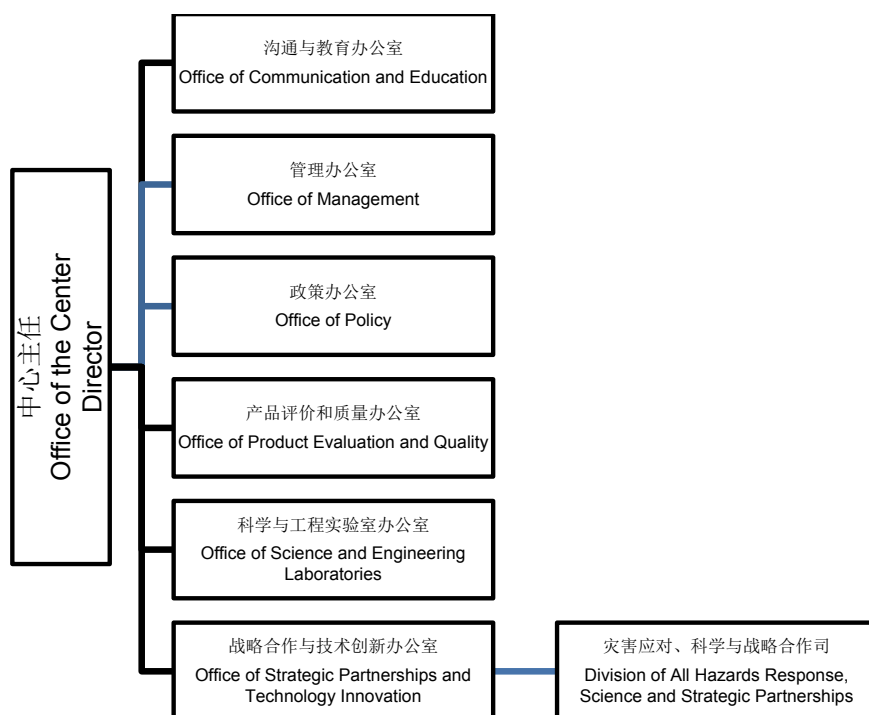 中心主任
Office of the Center
Director
沟通与教育办公室
Office of Communication and Education
管理办公室
Office of Management
政策办公室
Office of Policy
产品评价和质量办公室
Office of Product Evaluation and Quality
科学与工程实验室办公室
Office of Science and Engineering
Laboratories
战略合作与技术创新办公室
Office of Strategic Partnerships and
Technology Innovation
灾害应对、科学与战略合作司
Division of All Hazards Response,
Science and Strategic Partnerships